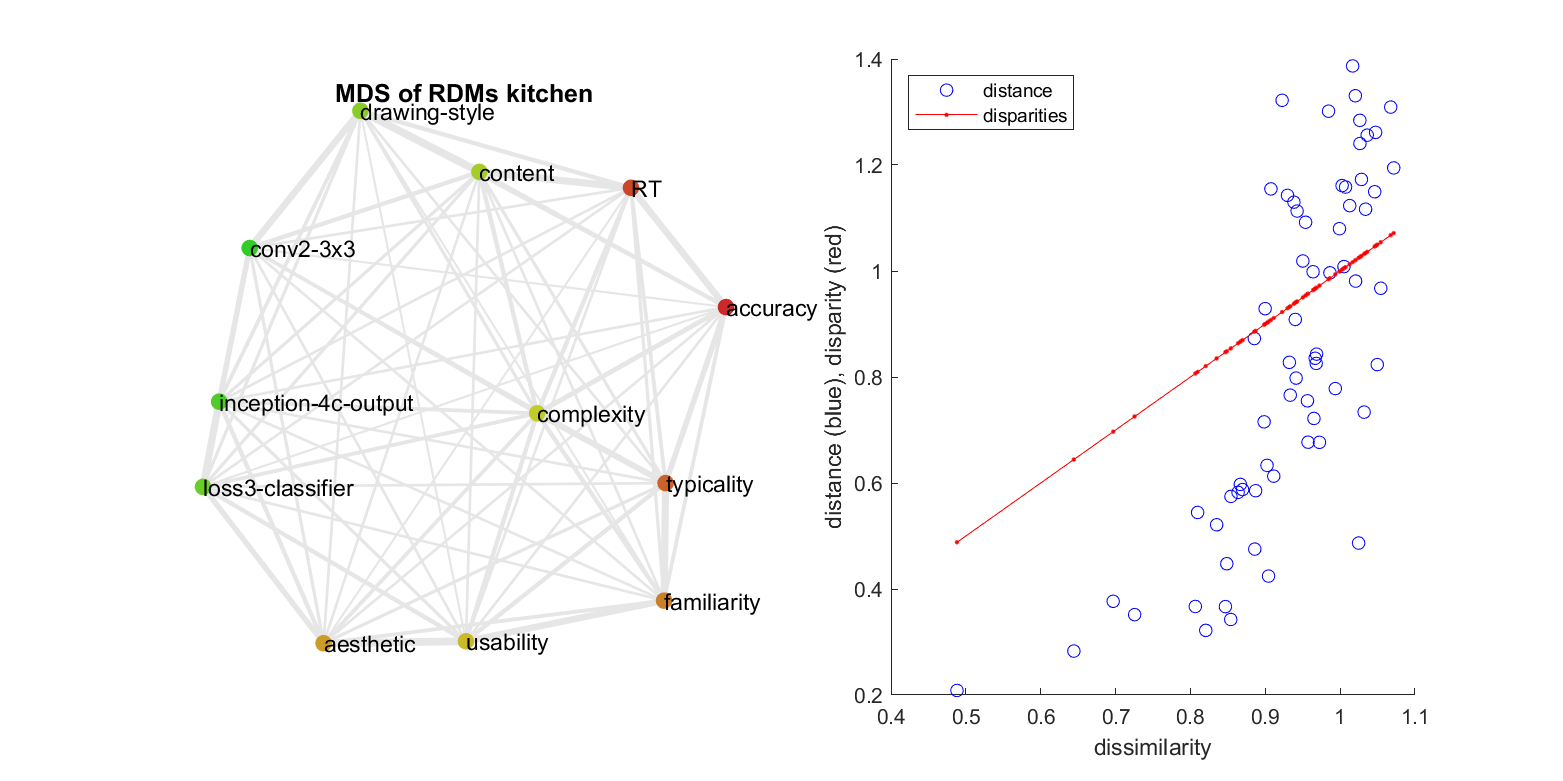 MDS of RDMs kitchen
drawing-style
content
RT
conv2-3x3
accuracy
inception-4c-output
complexity
typicality
loss3-classifier
familiarity
aesthetic
usability
distance (blue), disparity (red)
1.4
1.2
1
0.8
0.6
0.4
0.2
distance
disparities
0.4 0.5 0.6 0.7 0.8 0.9 1 1.1
dissimilarity